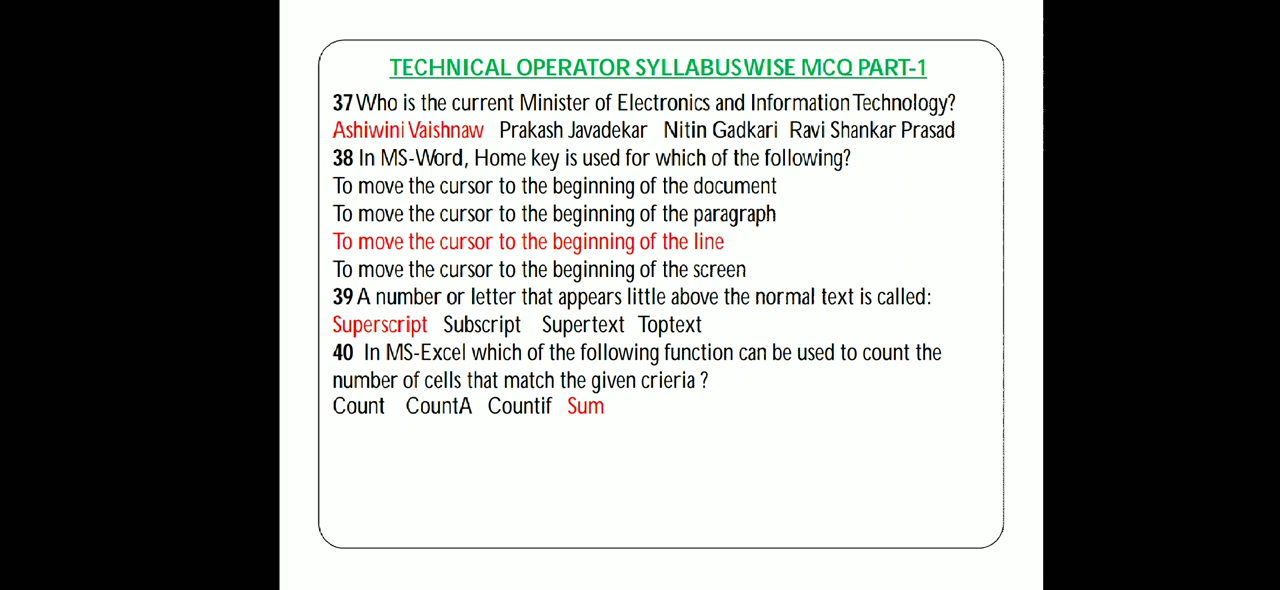 TECHNICAL OPERATOR SYLLABUSWISE MCQ PART-1
37 Who is the current Minister of Electronics and Information Technology?
Ashiwini Vaishnaw Prakash Javadekar Nitin Gadkari Ravi Shankar Prasad
38 In MS-Word, Home key is used for which of the following?
To move the cursor to the beginning of the document
To move the cursor to the beginning of the paragraph
To move the cursor to the beginning of the line
To move the cursor to the beginning of the screen
39 A number or letter that appears little above the normal text is called:
Superscript Subscript Supertext Toptext
40 In MS-Excel which of the following function can be used to count the
number of cells that match the given crieria ?
Count CountA Countif Sum